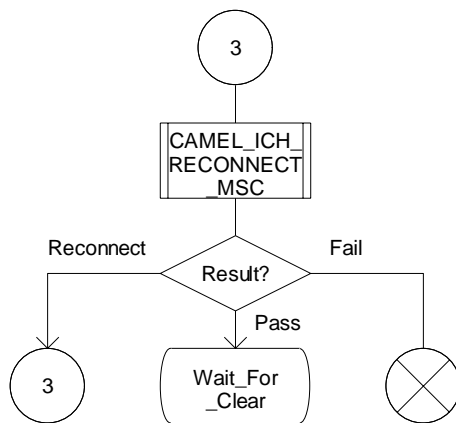 3
CAMEL_ICH_
RECONNECT
_MSC
Reconnect
Result?
Fail
Pass
3
Wait_For
_Clear